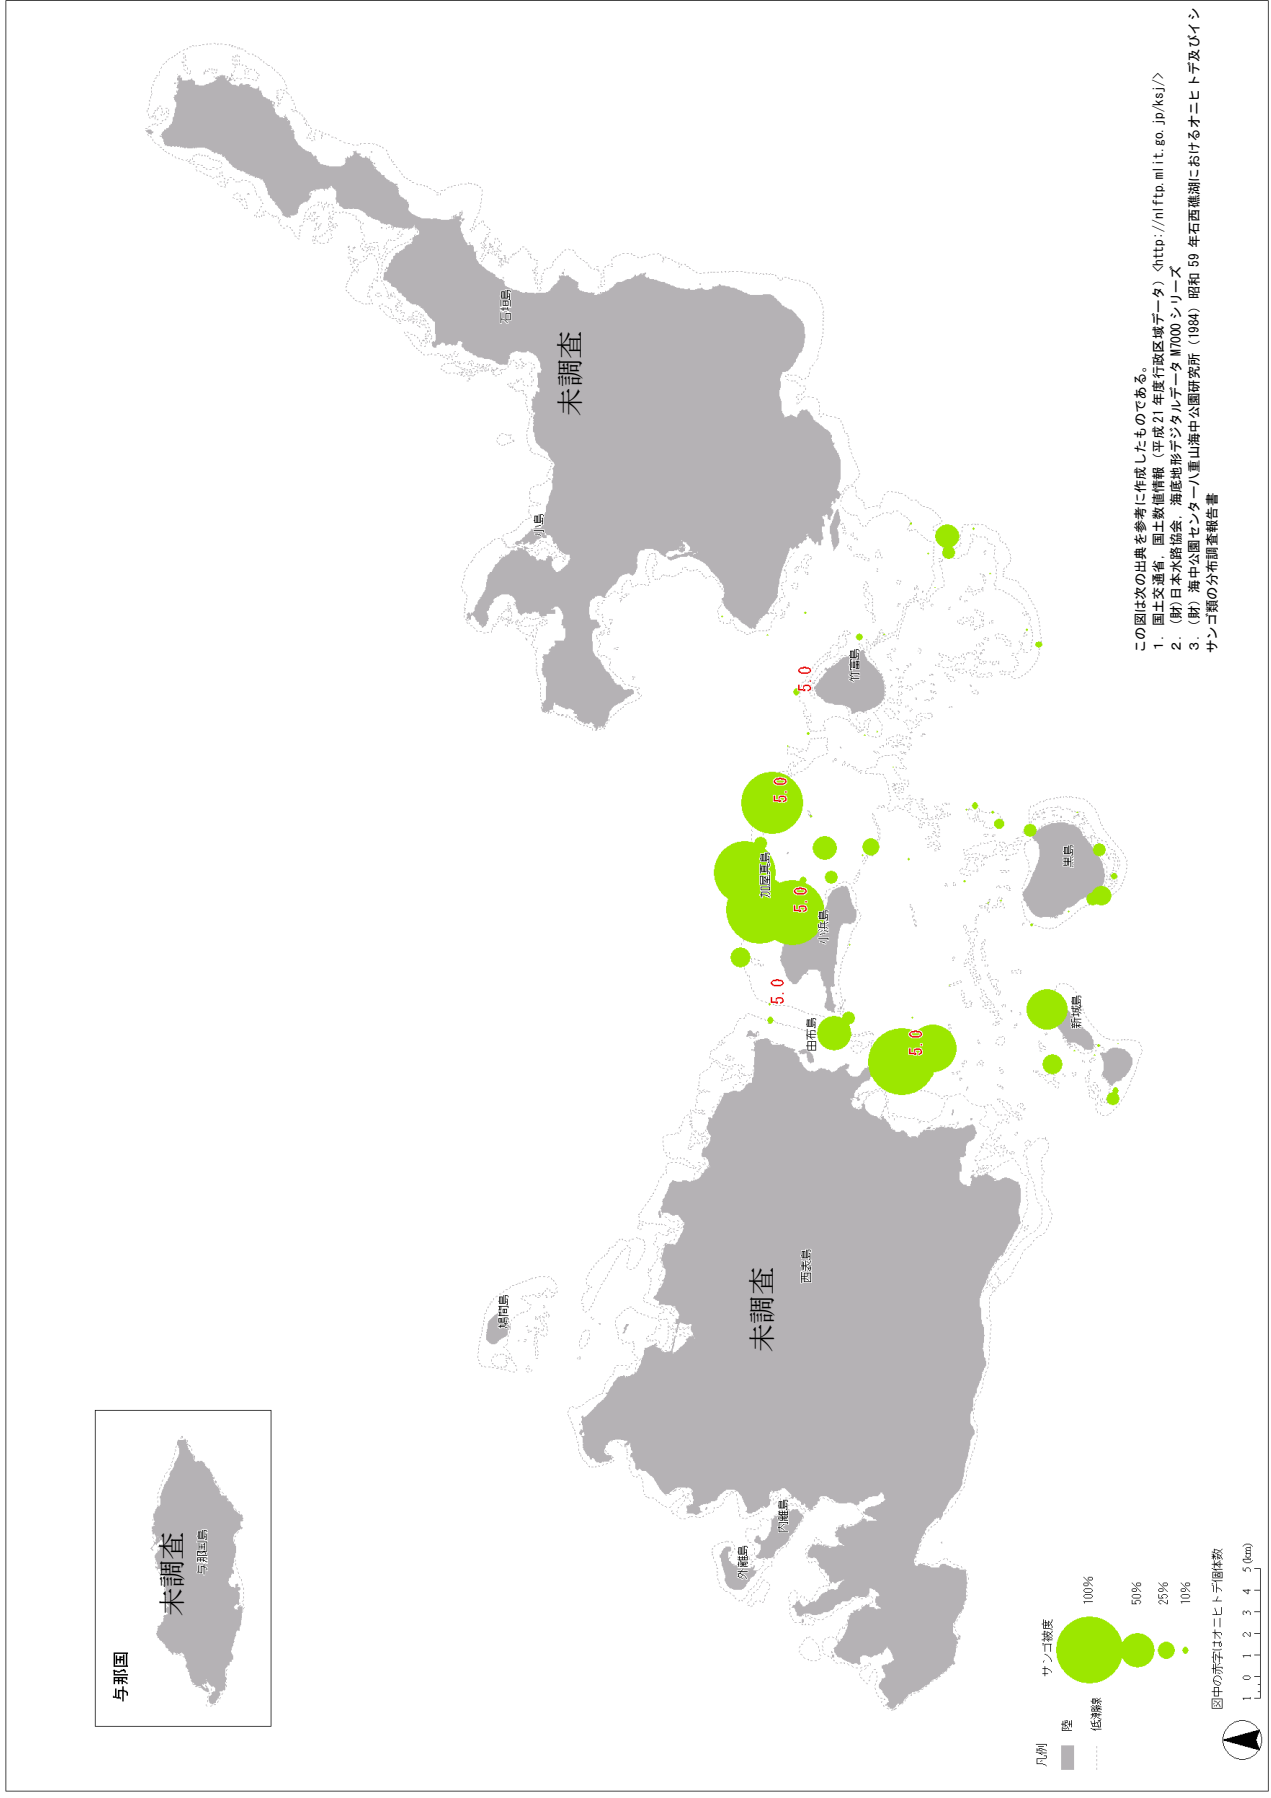 与那国
未調査
与那国島
鳩間島
外離島
内離島
未調査
西表島
由布島
小浜島
加屋真島
竹富島
小島
石垣島
未調査
黒島
新城島
5.0
5.0
5.0
5.0
5.0
凡例
陸
低潮線
サンゴ被度
100%
50%
25%
10%
図中の赤字はオニヒトデ個体数
1 0 1 2 3 4 5(km)
この図は次の出典を参考に作成したものである。
1. 国土交通省, 国土数値情報（平成21年度行政区域データ）<http://nlftp.mlit.go.jp/ksj/>
2. (財)日本水路協会, 海底地形デジタルデータ M7000シリーズ
3. (財) 海中公園センター八重山海中公園研究所 (1984) 昭和 59 年石西礁湖におけるオニヒトデ及びイシ
サンゴ類の分布調査報告書